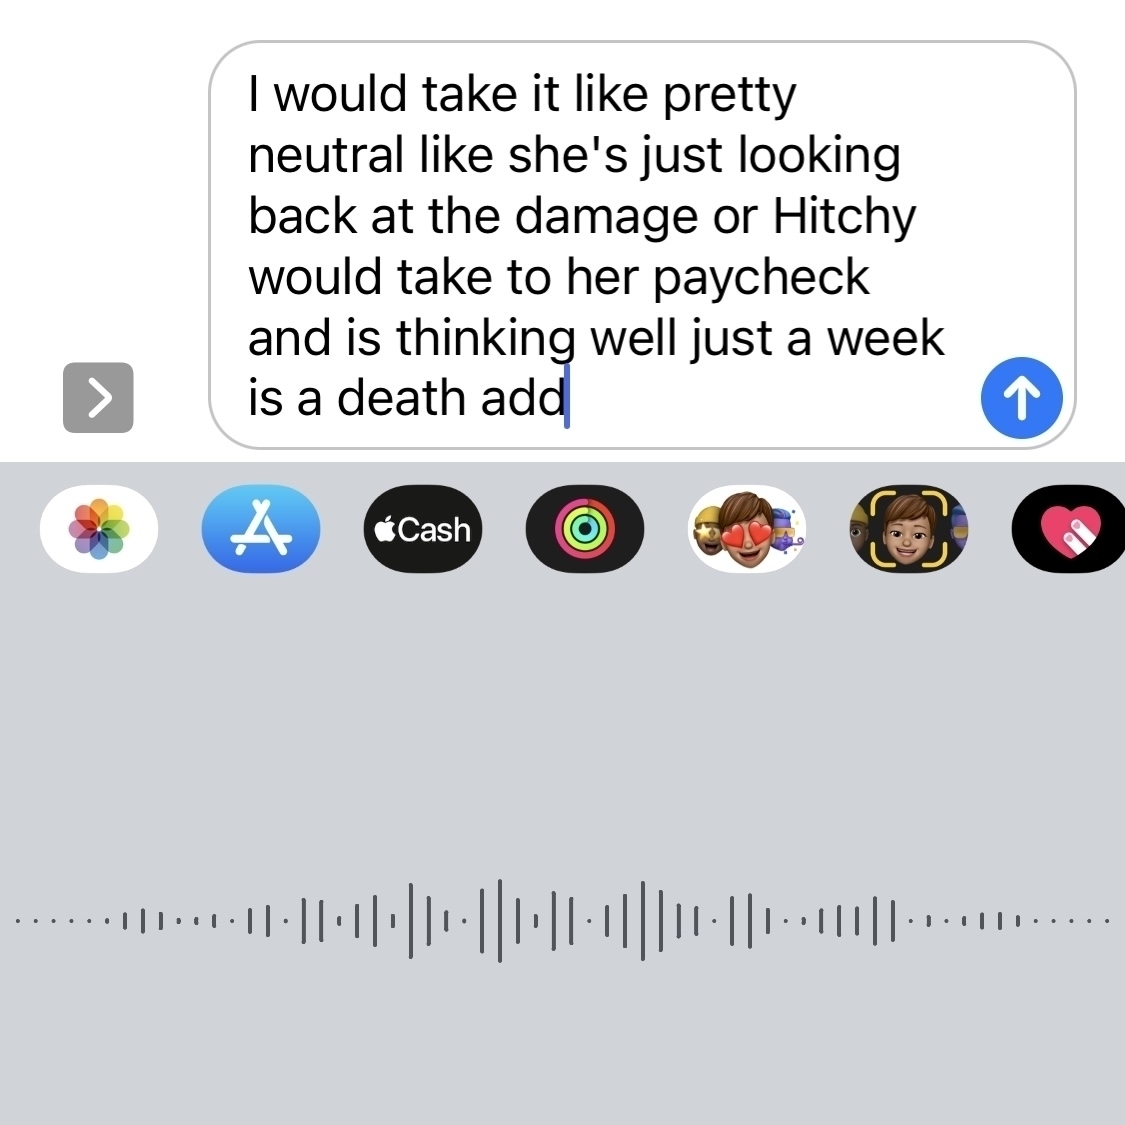 I would take it like pretty
neutral like she's just looking
back at the damage or Hitchy
would take to her paycheck
and is thinking well just a week
is a death add
Cash